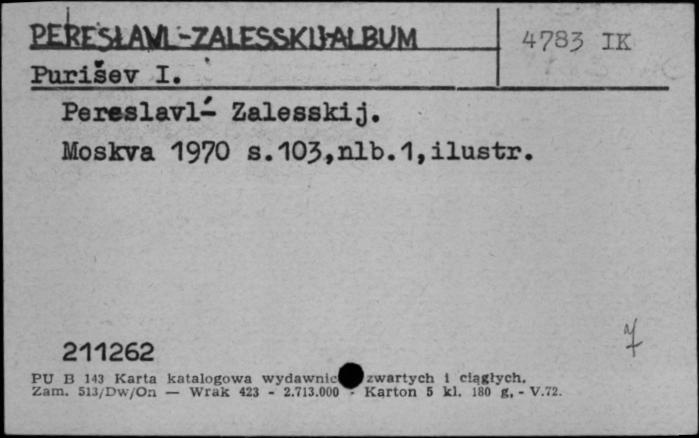 PERESŁAVL-ZALESSKIJ-ALBUM
4783 IK
Purišev I.
Pereslavl'- Zalesskij.
Moskva 1970 s.103,nlb.1,ilustr.
211262
PU B 143 Karta katalogowa wydawnic zwartych i ciągłych.
Zam. 513/Dw/On — Wrak 423 - 2.713.000 - Karton 5 kl. 180 g, - V.72.